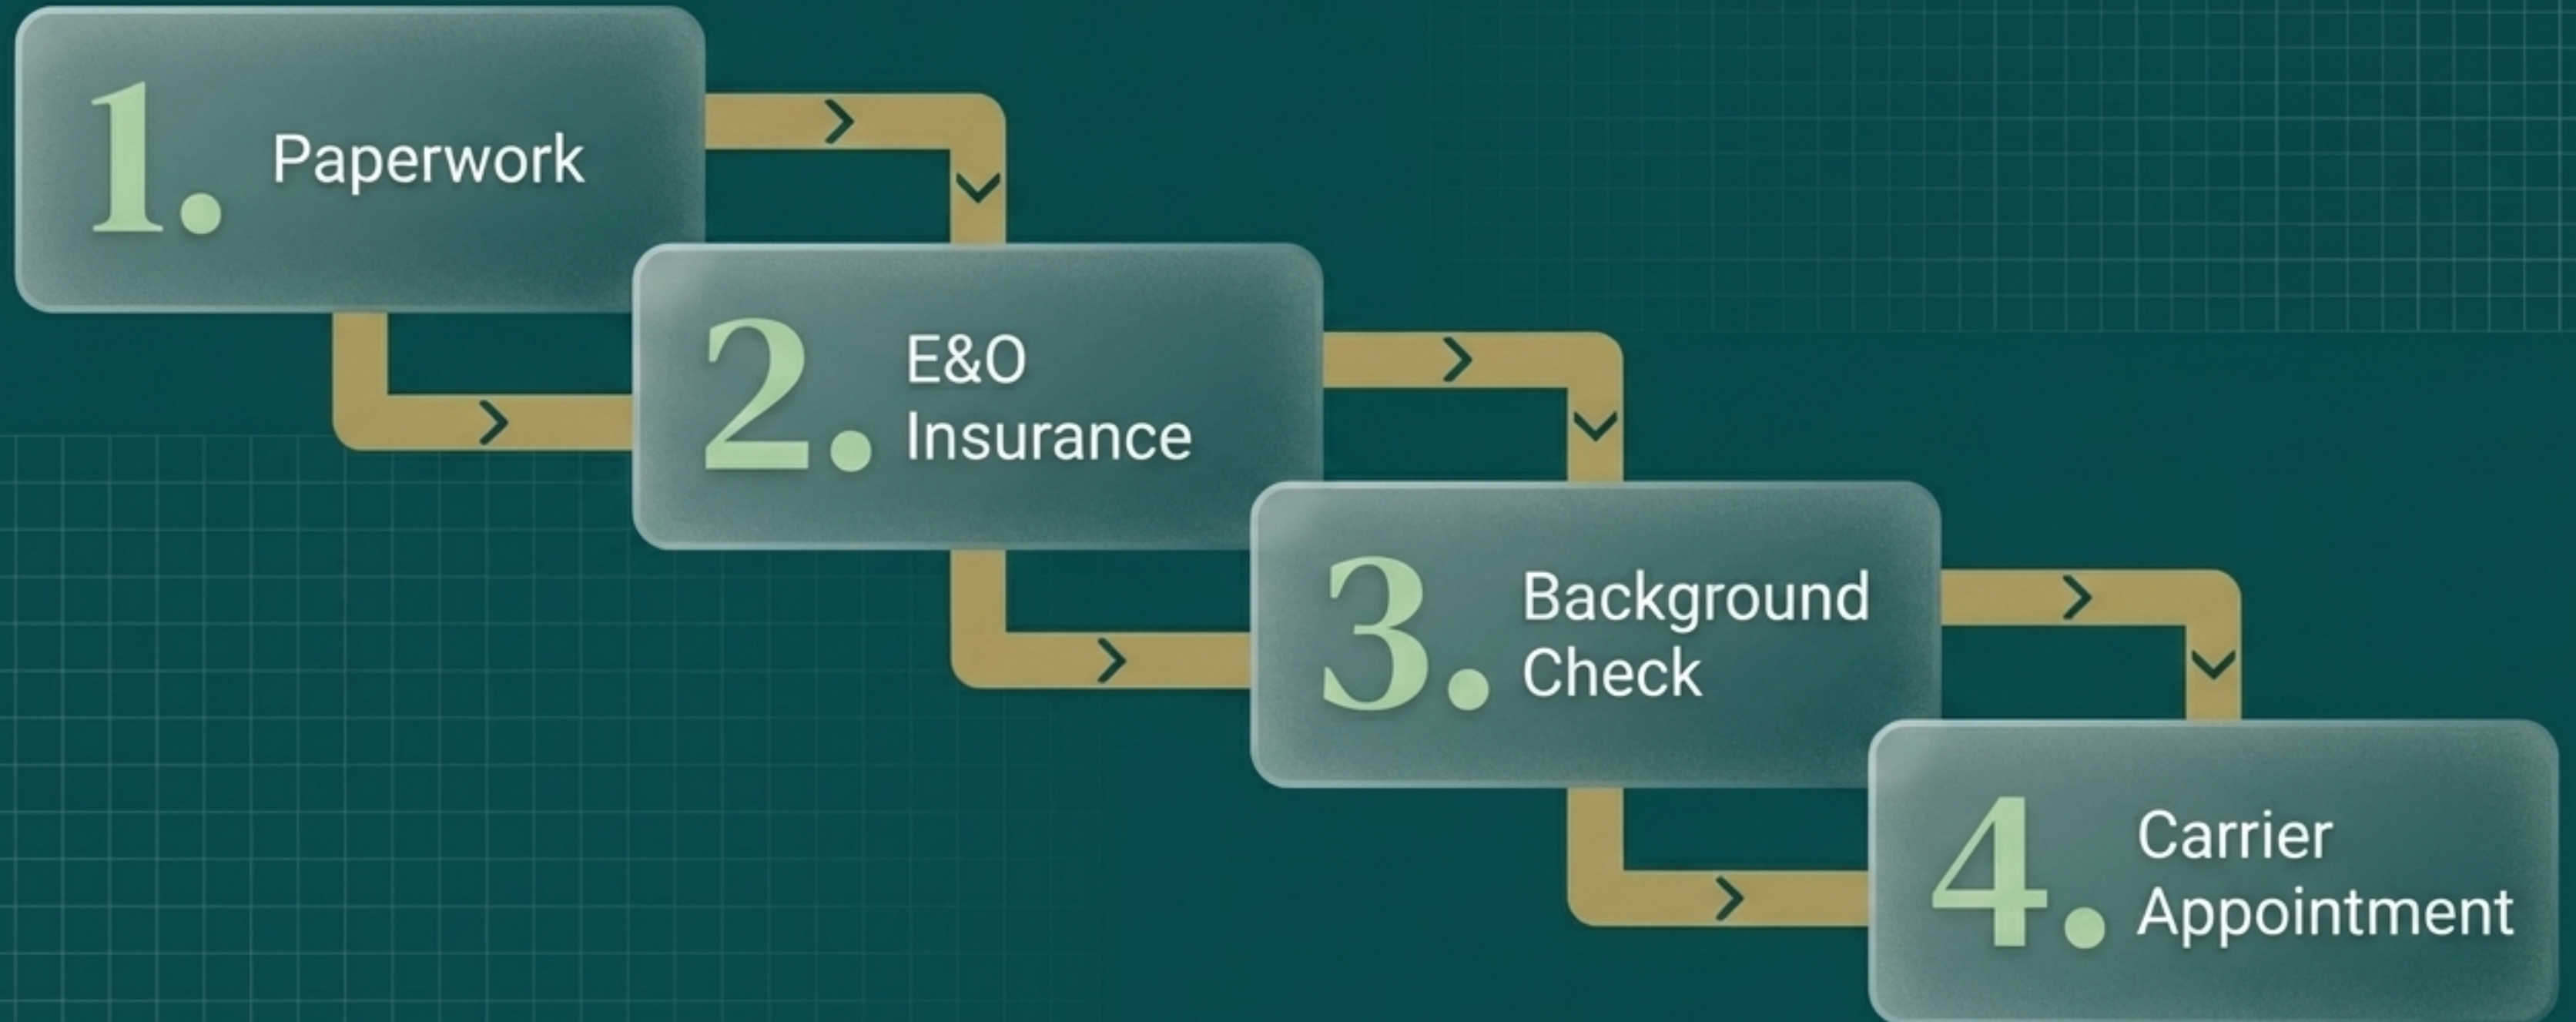 1. Paperwork
2. E&O
Insurance
3. Background
Check
4. Carrier
Appointment